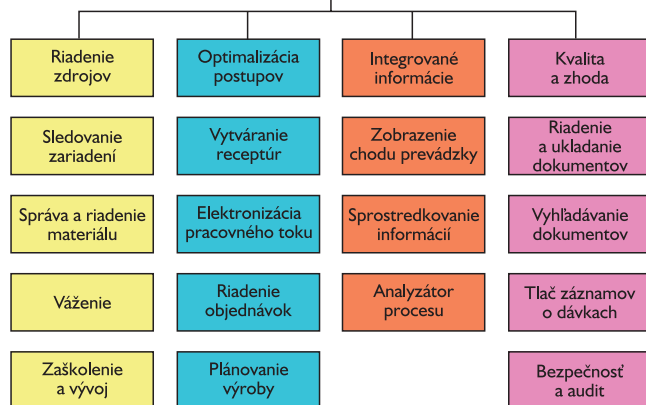 Riadenie
zdrojov
Optimalizácia
postupov
Integrované
informácie
Kvalita
a zhoda
Sledovanie
zariadení
Vytváranie
receptúr
Zobrazenie
chodu prevádzky
Riadenie
a ukladanie
dokumentov
Správa a riadenie
materiálu
Elektronizácia
pracovného toku
Sprostredkovanie
informácií
Vyhľadávanie
dokumentov
Váženie
Riadenie
objednávok
Analyzátor
procesu
Tlač záznamov
o dávkach
Zaškolenie
a vývoj
Plánovanie
výroby
Bezpečnosť
a audit